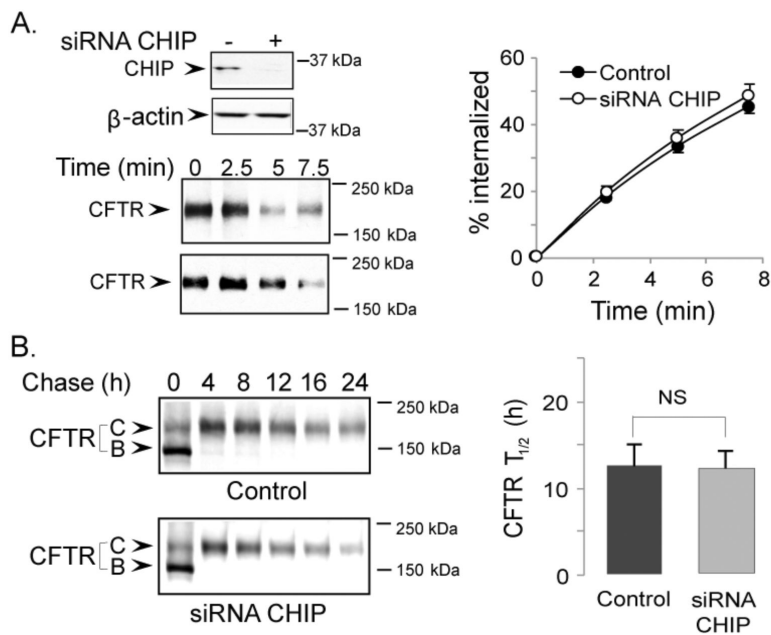 A.
siRNA CHIP - +
CHIP
37 kDa
β-actin
37 kDa
Time (min) 0 2.5 5 7.5
250 kDa
CFTR
150 kDa
250 kDa
CFTR
150 kDa
60
40
20
0
% internalized
Control
siRNA CHIP
0 2 4 6 8
Time (min)
B.
Chase (h) 0 4 8 12 16 24
250 kDa
CFTR C
B
150 kDa
Control
250 kDa
CFTR C
B
150 kDa
siRNA CHIP
20
10
0
CFTR T1/2 (h)
NS
Control
siRNA
CHIP